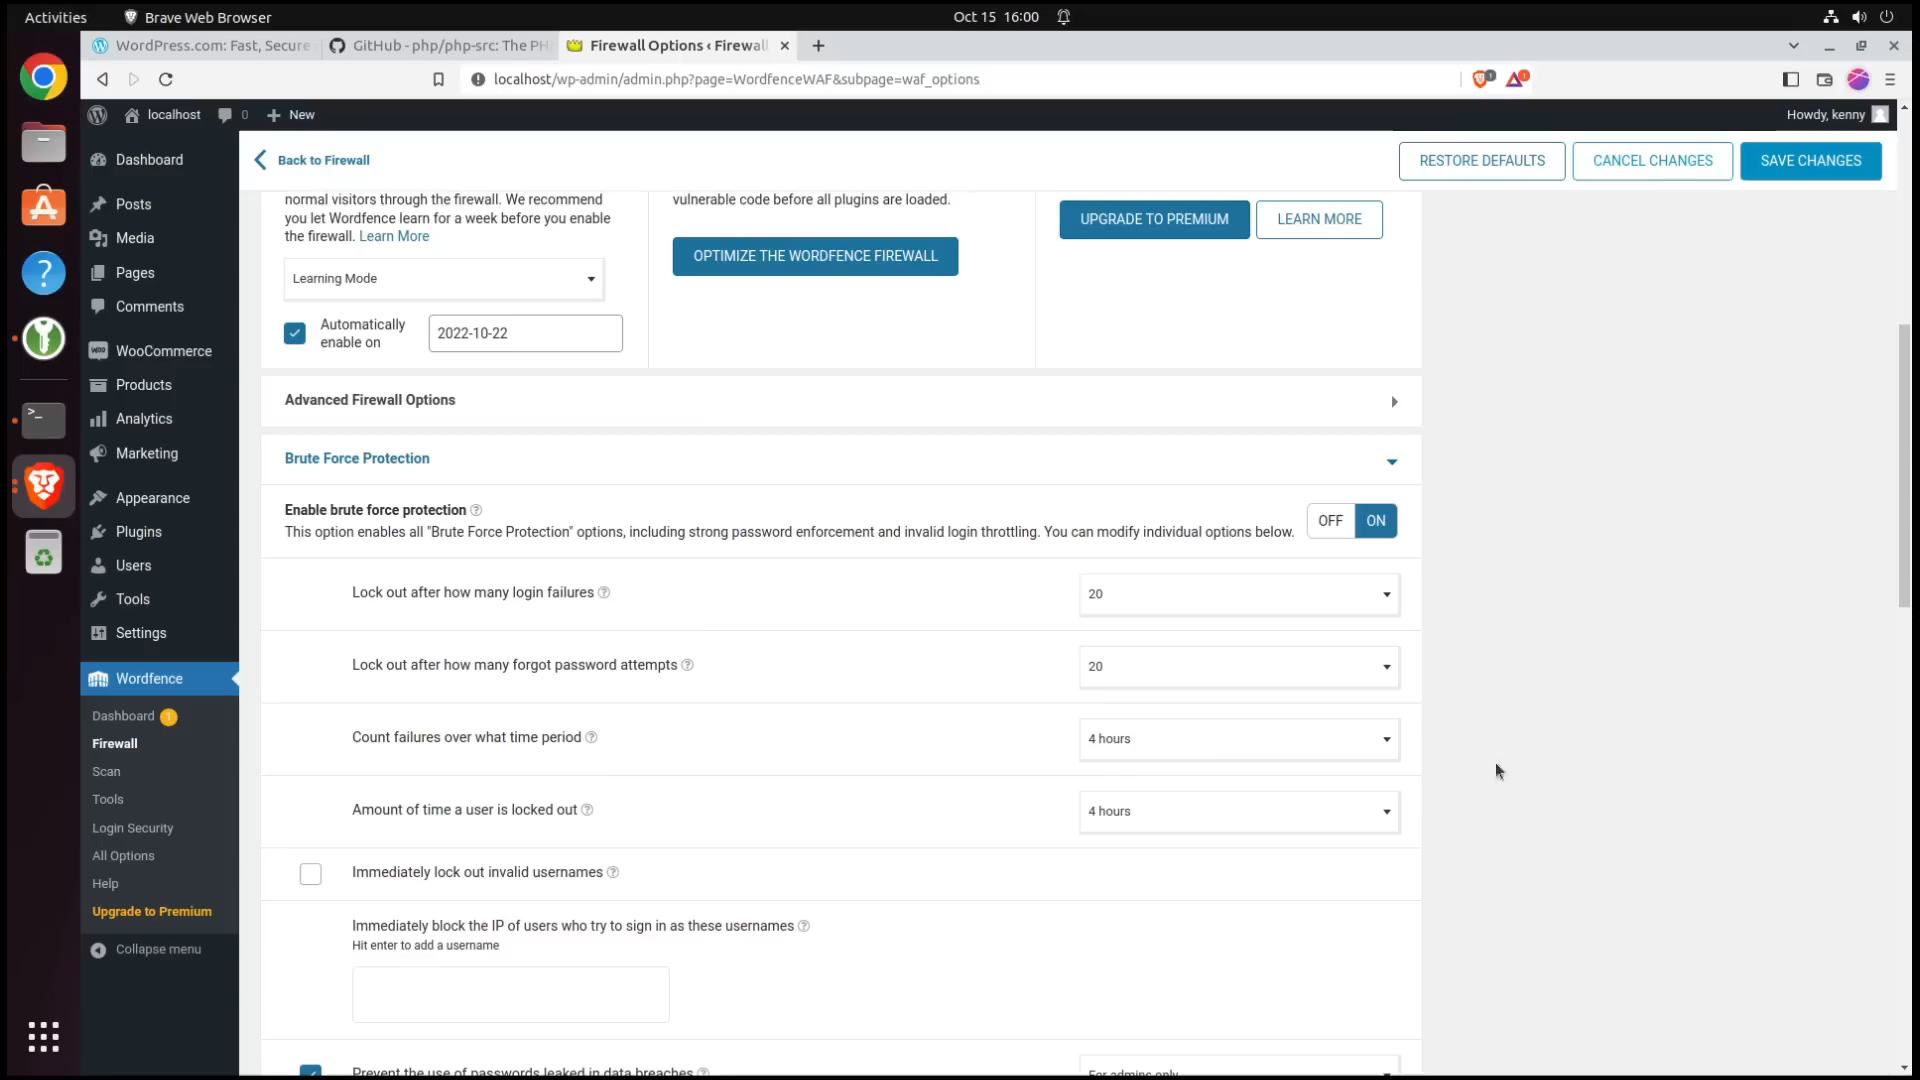 Activities
Brave Web Browser
Oct 15 16:00
WordPress.com: Fast, Secure
GitHub - php/php-src: The PH
Firewall Options ‹ Firewall
localhost/wp-admin/admin.php?page=WordfenceWAF&subpage=waf_options
1
1
localhost
0
New
Howdy, kenny
Dashboard
Posts
Media
Pages
Comments
WooCommerce
Products
Analytics
Marketing
Appearance
Plugins
Users
Tools
Settings
Wordfence
Dashboard 1
Firewall
Scan
Tools
Login Security
All Options
Help
Upgrade to Premium
Collapse menu
Back to Firewall
RESTORE DEFAULTS
CANCEL CHANGES
SAVE CHANGES
normal visitors through the firewall. We recommend
you let Wordfence learn for a week before you enable
the firewall. Learn More
Learning Mode
Automatically
enable on
2022-10-22
vulnerable code before all plugins are loaded.
OPTIMIZE THE WORDFENCE FIREWALL
UPGRADE TO PREMIUM
LEARN MORE
Advanced Firewall Options
Brute Force Protection
Enable brute force protection
This option enables all "Brute Force Protection" options, including strong password enforcement and invalid login throttling. You can modify individual options below.
OFF
ON
Lock out after how many login failures
20
Lock out after how many forgot password attempts
20
Count failures over what time period
4 hours
Amount of time a user is locked out
4 hours
Immediately lock out invalid usernames
Immediately block the IP of users who try to sign in as these usernames
Hit enter to add a username
Prevent the use of passwords leaked in data breaches
For admins only